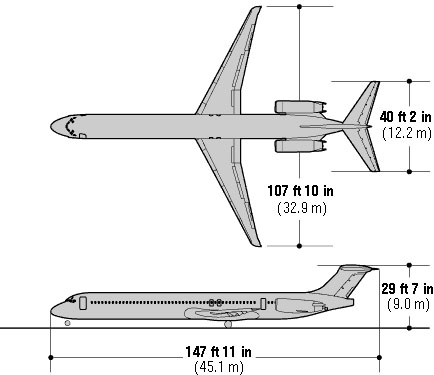 40 ft 2 in
(12.2 m)
107 ft 10 in
(32.9 m)
29 ft 7 in
(9.0 m)
147 ft 11 in
(45.1 m)